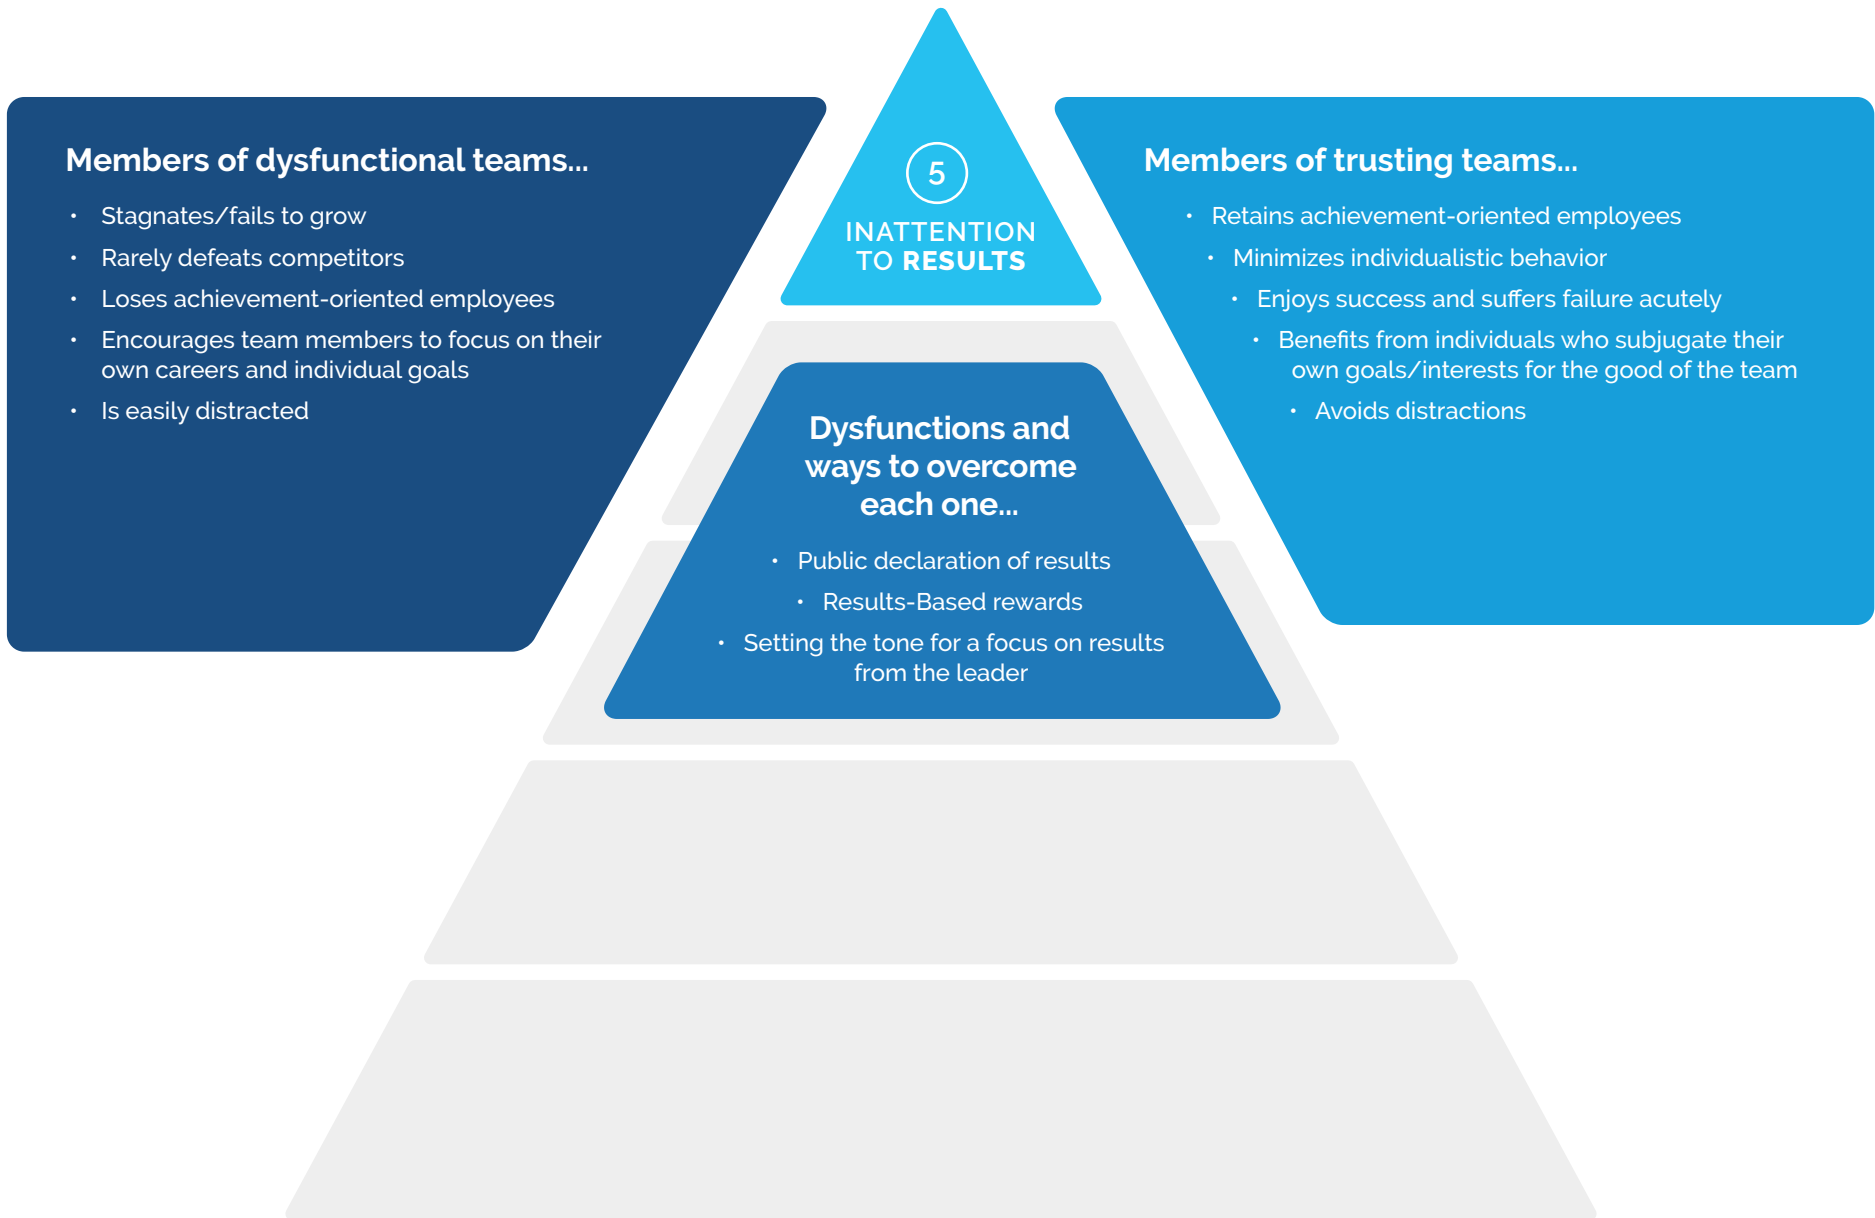 Members of dysfunctional teams...
• Stagnates/fails to grow
• Rarely defeats competitors
• Loses achievement-oriented employees
• Encourages team members to focus on their
own careers and individual goals
• Is easily distracted
5
INATTENTION
TO RESULTS
Members of trusting teams...
• Retains achievement-oriented employees
• Minimizes individualistic behavior
• Enjoys success and suffers failure acutely
• Benefits from individuals who subjugate their
own goals/interests for the good of the team
• Avoids distractions
Dysfunctions and
ways to overcome
each one...
• Public declaration of results
• Results-Based rewards
• Setting the tone for a focus on results
from the leader